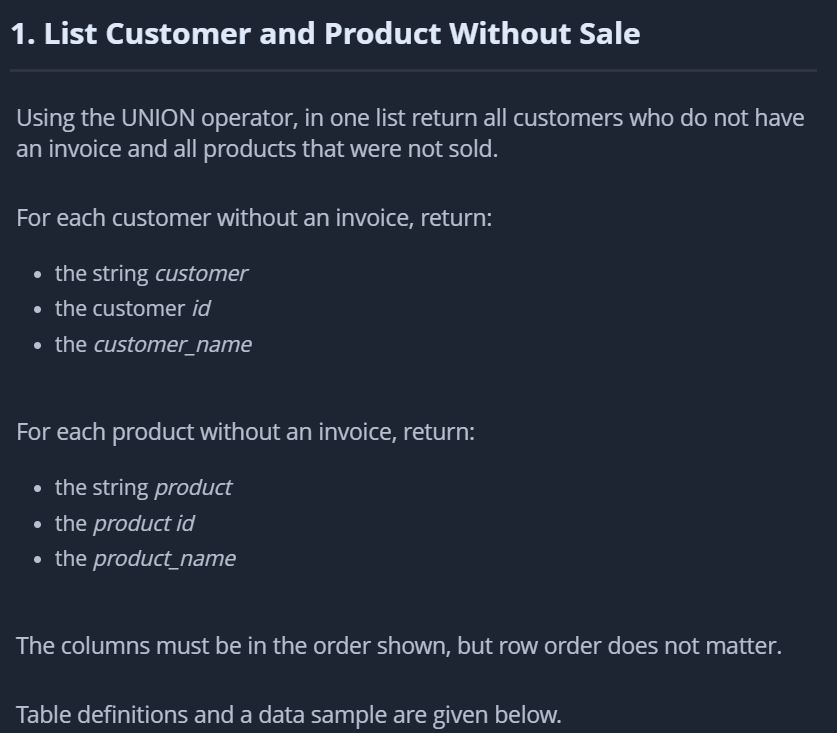 1. List Customer and Product Without Sale
Using the UNION operator, in one list return all customers who do not have
an invoice and all products that were not sold.
For each customer without an invoice, return:
• the string customer
• the customer id
• the customer_name
For each product without an invoice, return:
• the string product
• the product id
• the product_name
The columns must be in the order shown, but row order does not matter.
Table definitions and a data sample are given below.